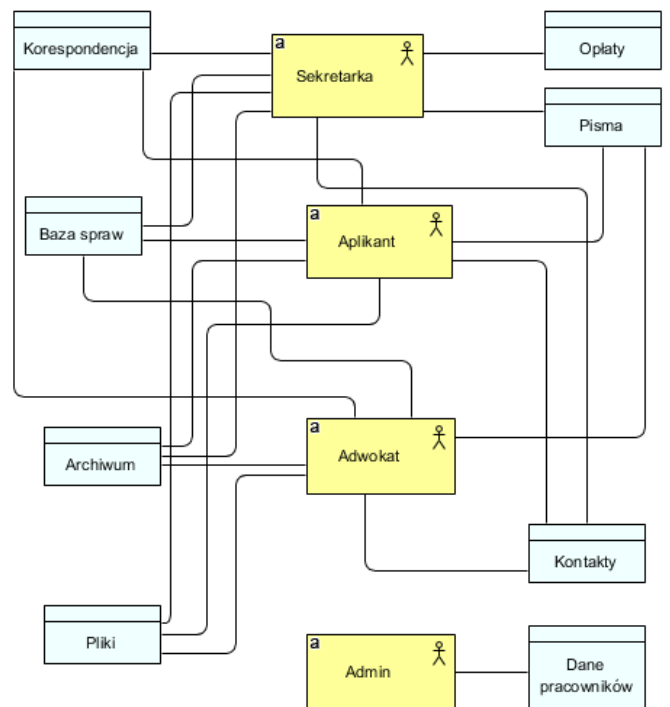 Korespondencja
a
Sekretarka
Opłaty
Pisma
Baza spraw
a
Aplikant
Archiwum
a
Adwokat
Kontakty
Pliki
a
Admin
Dane
pracowników